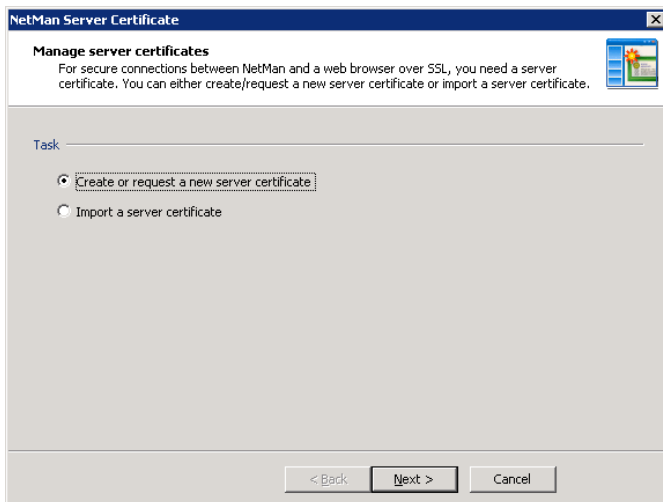 NetMan Server Certificate
Manage server certificates
For secure connections between NetMan and a web browser over SSL, you need a server
certificate. You can either create/request a new server certificate or import a server certificate.
Task
Create or request a new server certificate
Import a server certificate
< Back
Next >
Cancel